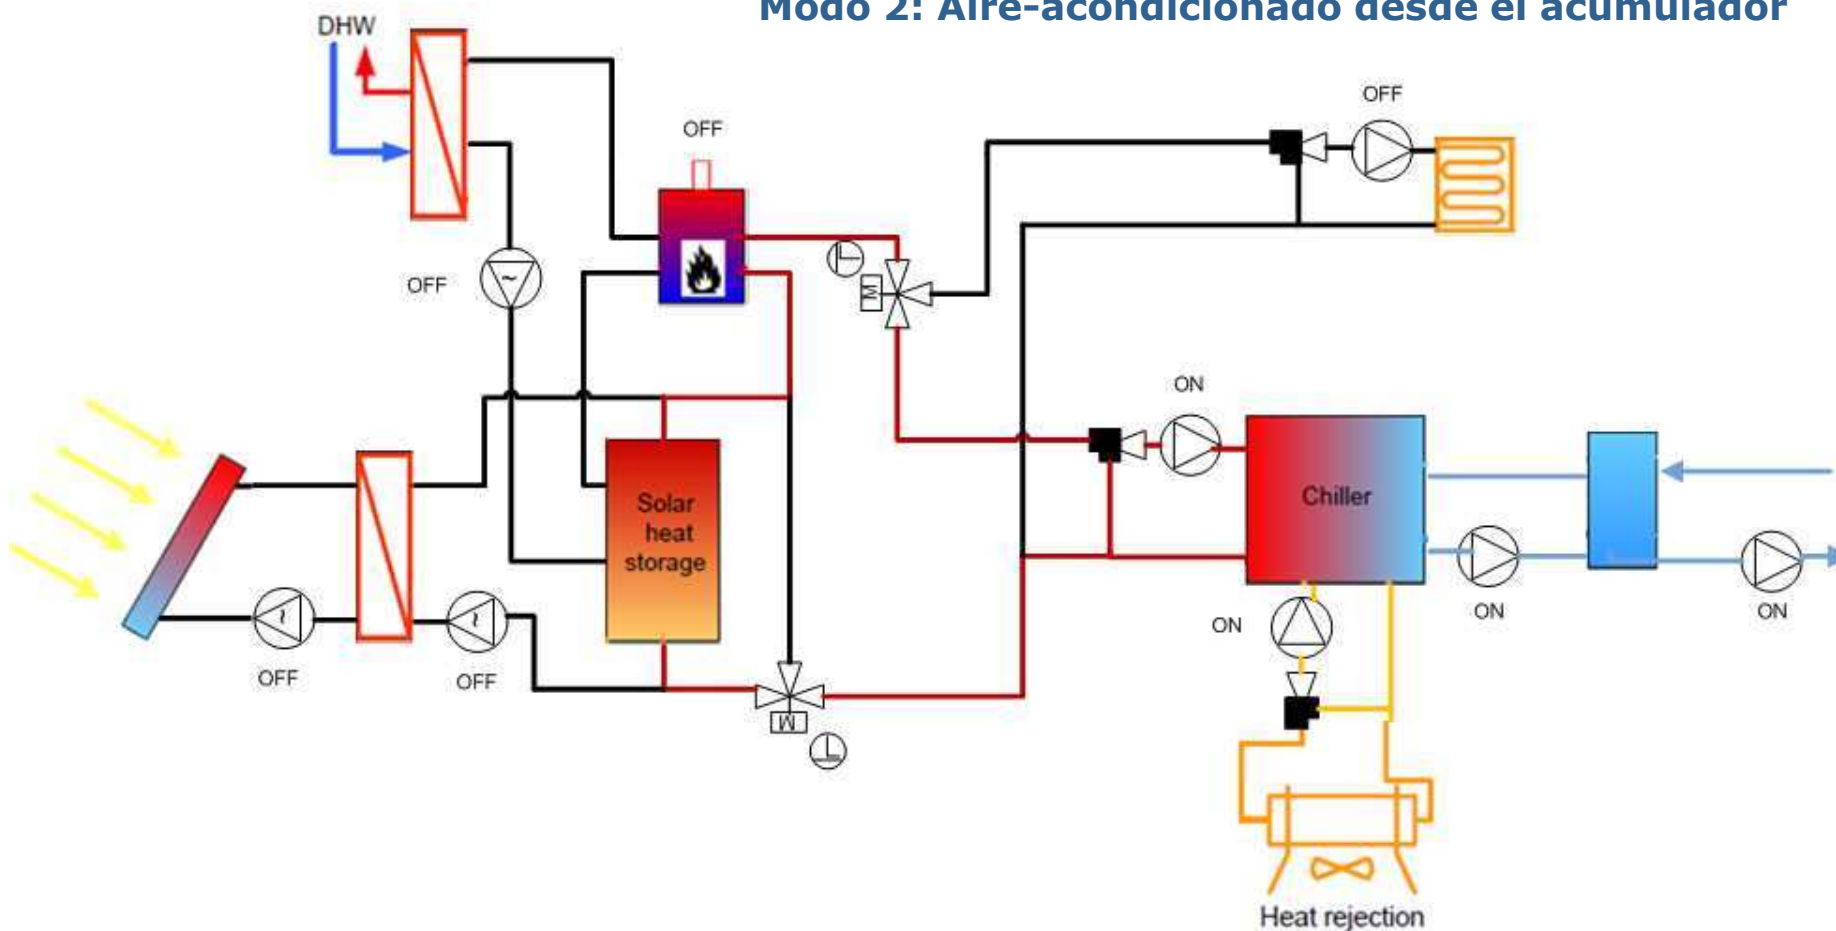 Modo 2: Aire-acondicionado desde el acumulador
DHW
OFF
OFF
OFF
M
ON
Solar
heat
storage
Chiller
ON
ON
ON
OFF
OFF
M
Heat rejection